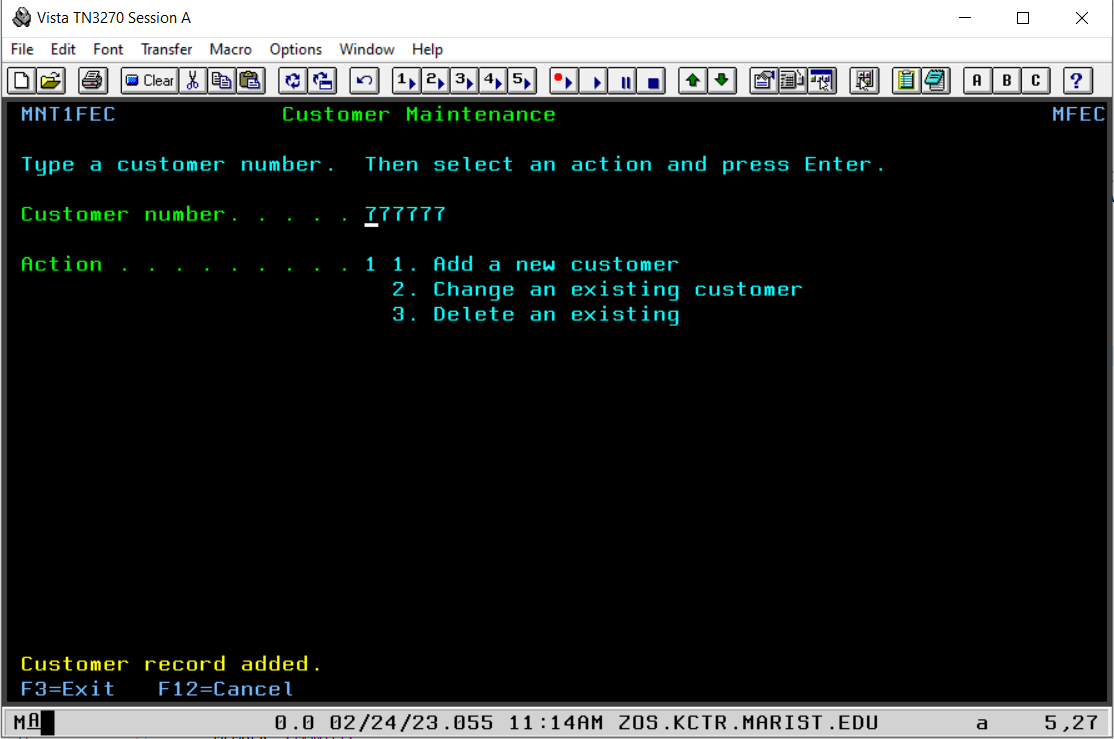 Vista TN3270 Session A
File Edit Font Transfer Macro Options Window Help
Clear 1 2 3 4 5 A B C ?
MNT1FEC Customer Maintenance MFEC
Type a customer number. Then select an action and press Enter.
Customer number. . . . . 777777
Action . . . . . . . . . 1 1. Add a new customer
2. Change an existing customer
3. Delete an existing
Customer record added.
F3=Exit F12=Cancel
MA 0.0 02/24/23.055 11:14AM ZOS.KCTR.MARIST.EDU a 5,27